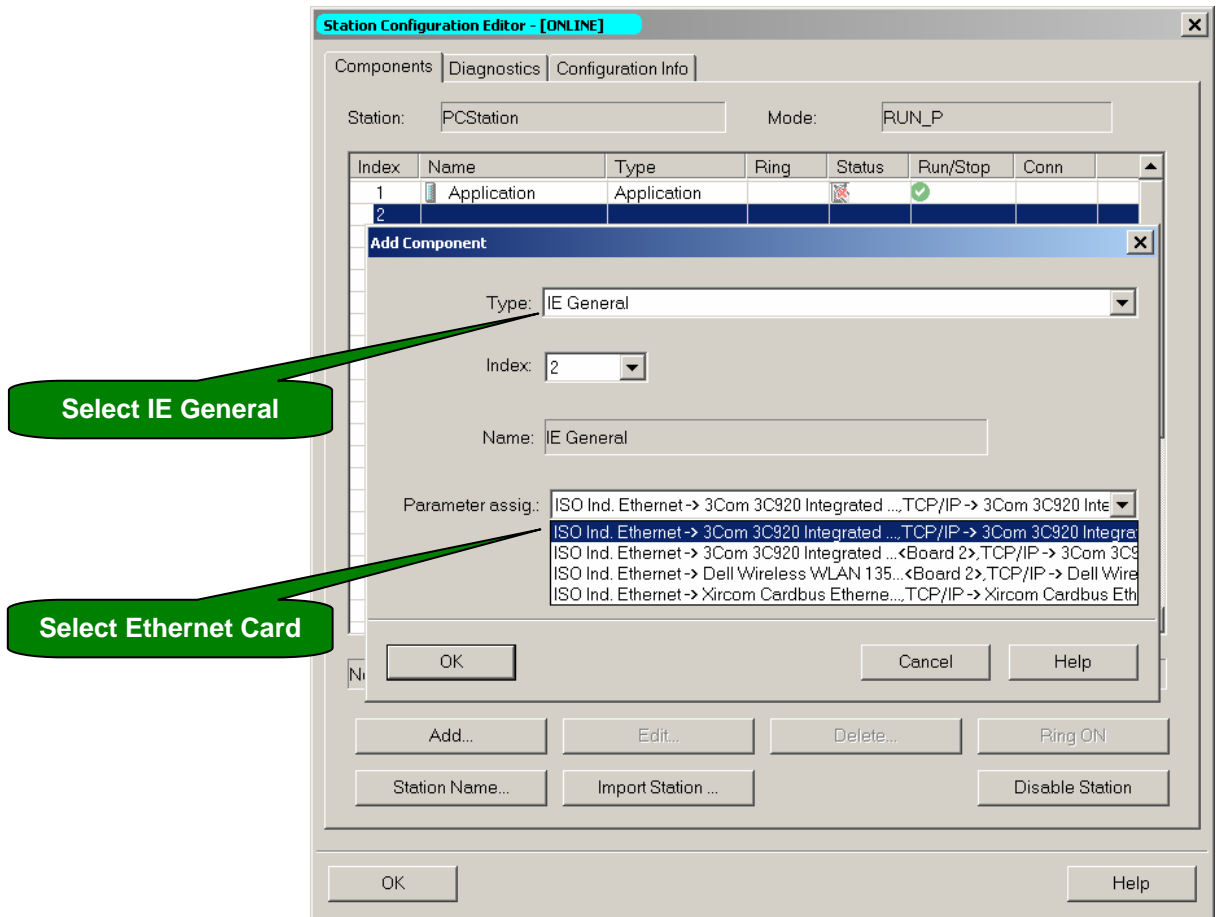 Station Configuration Editor - [ONLINE]
Components Diagnostics Configuration Info
Station: PCStation Mode: RUN_P
Index Name Type Ring Status Run/Stop Conn
1 Application Application
2
Add Component
Type: IE General
Index: 2
Select IE General
Name: IE General
Parameter assig.: ISO Ind. Ethernet -> 3Com 3C920 Integrated ...,TCP/IP -> 3Com 3C920 Inte
ISO Ind. Ethernet -> 3Com 3C920 Integrated ...,TCP/IP -> 3Com 3C920 Integra
ISO Ind. Ethernet -> 3Com 3C920 Integrated ...<Board 2>,TCP/IP -> 3Com 3C9
ISO Ind. Ethernet -> Dell Wireless WLAN 135...<Board 2>,TCP/IP -> Dell Wire
ISO Ind. Ethernet -> Xircom Cardbus Etherne...,TCP/IP -> Xircom Cardbus Eth
Select Ethernet Card
OK Cancel Help
Add... Edit... Delete... Ring ON
Station Name... Import Station ... Disable Station
OK Help